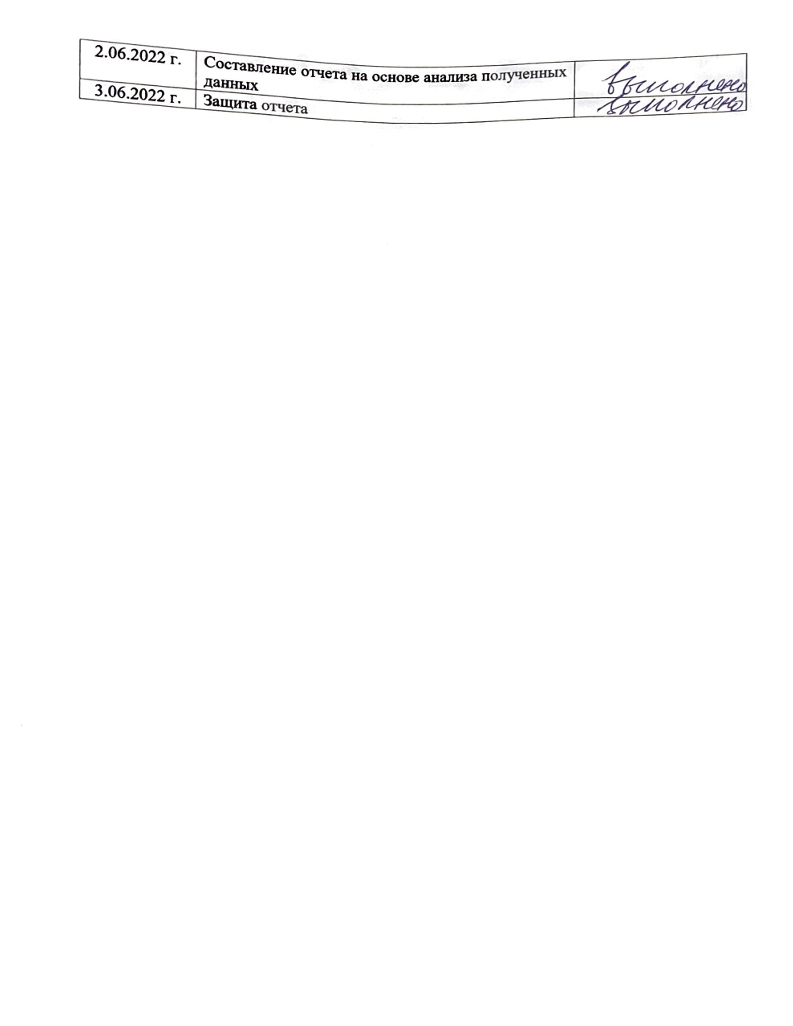 2.06.2022 г.
Составление отчета на основе анализа полученных
данных
выполнено
3.06.2022 г.
Защита отчета
выполнено